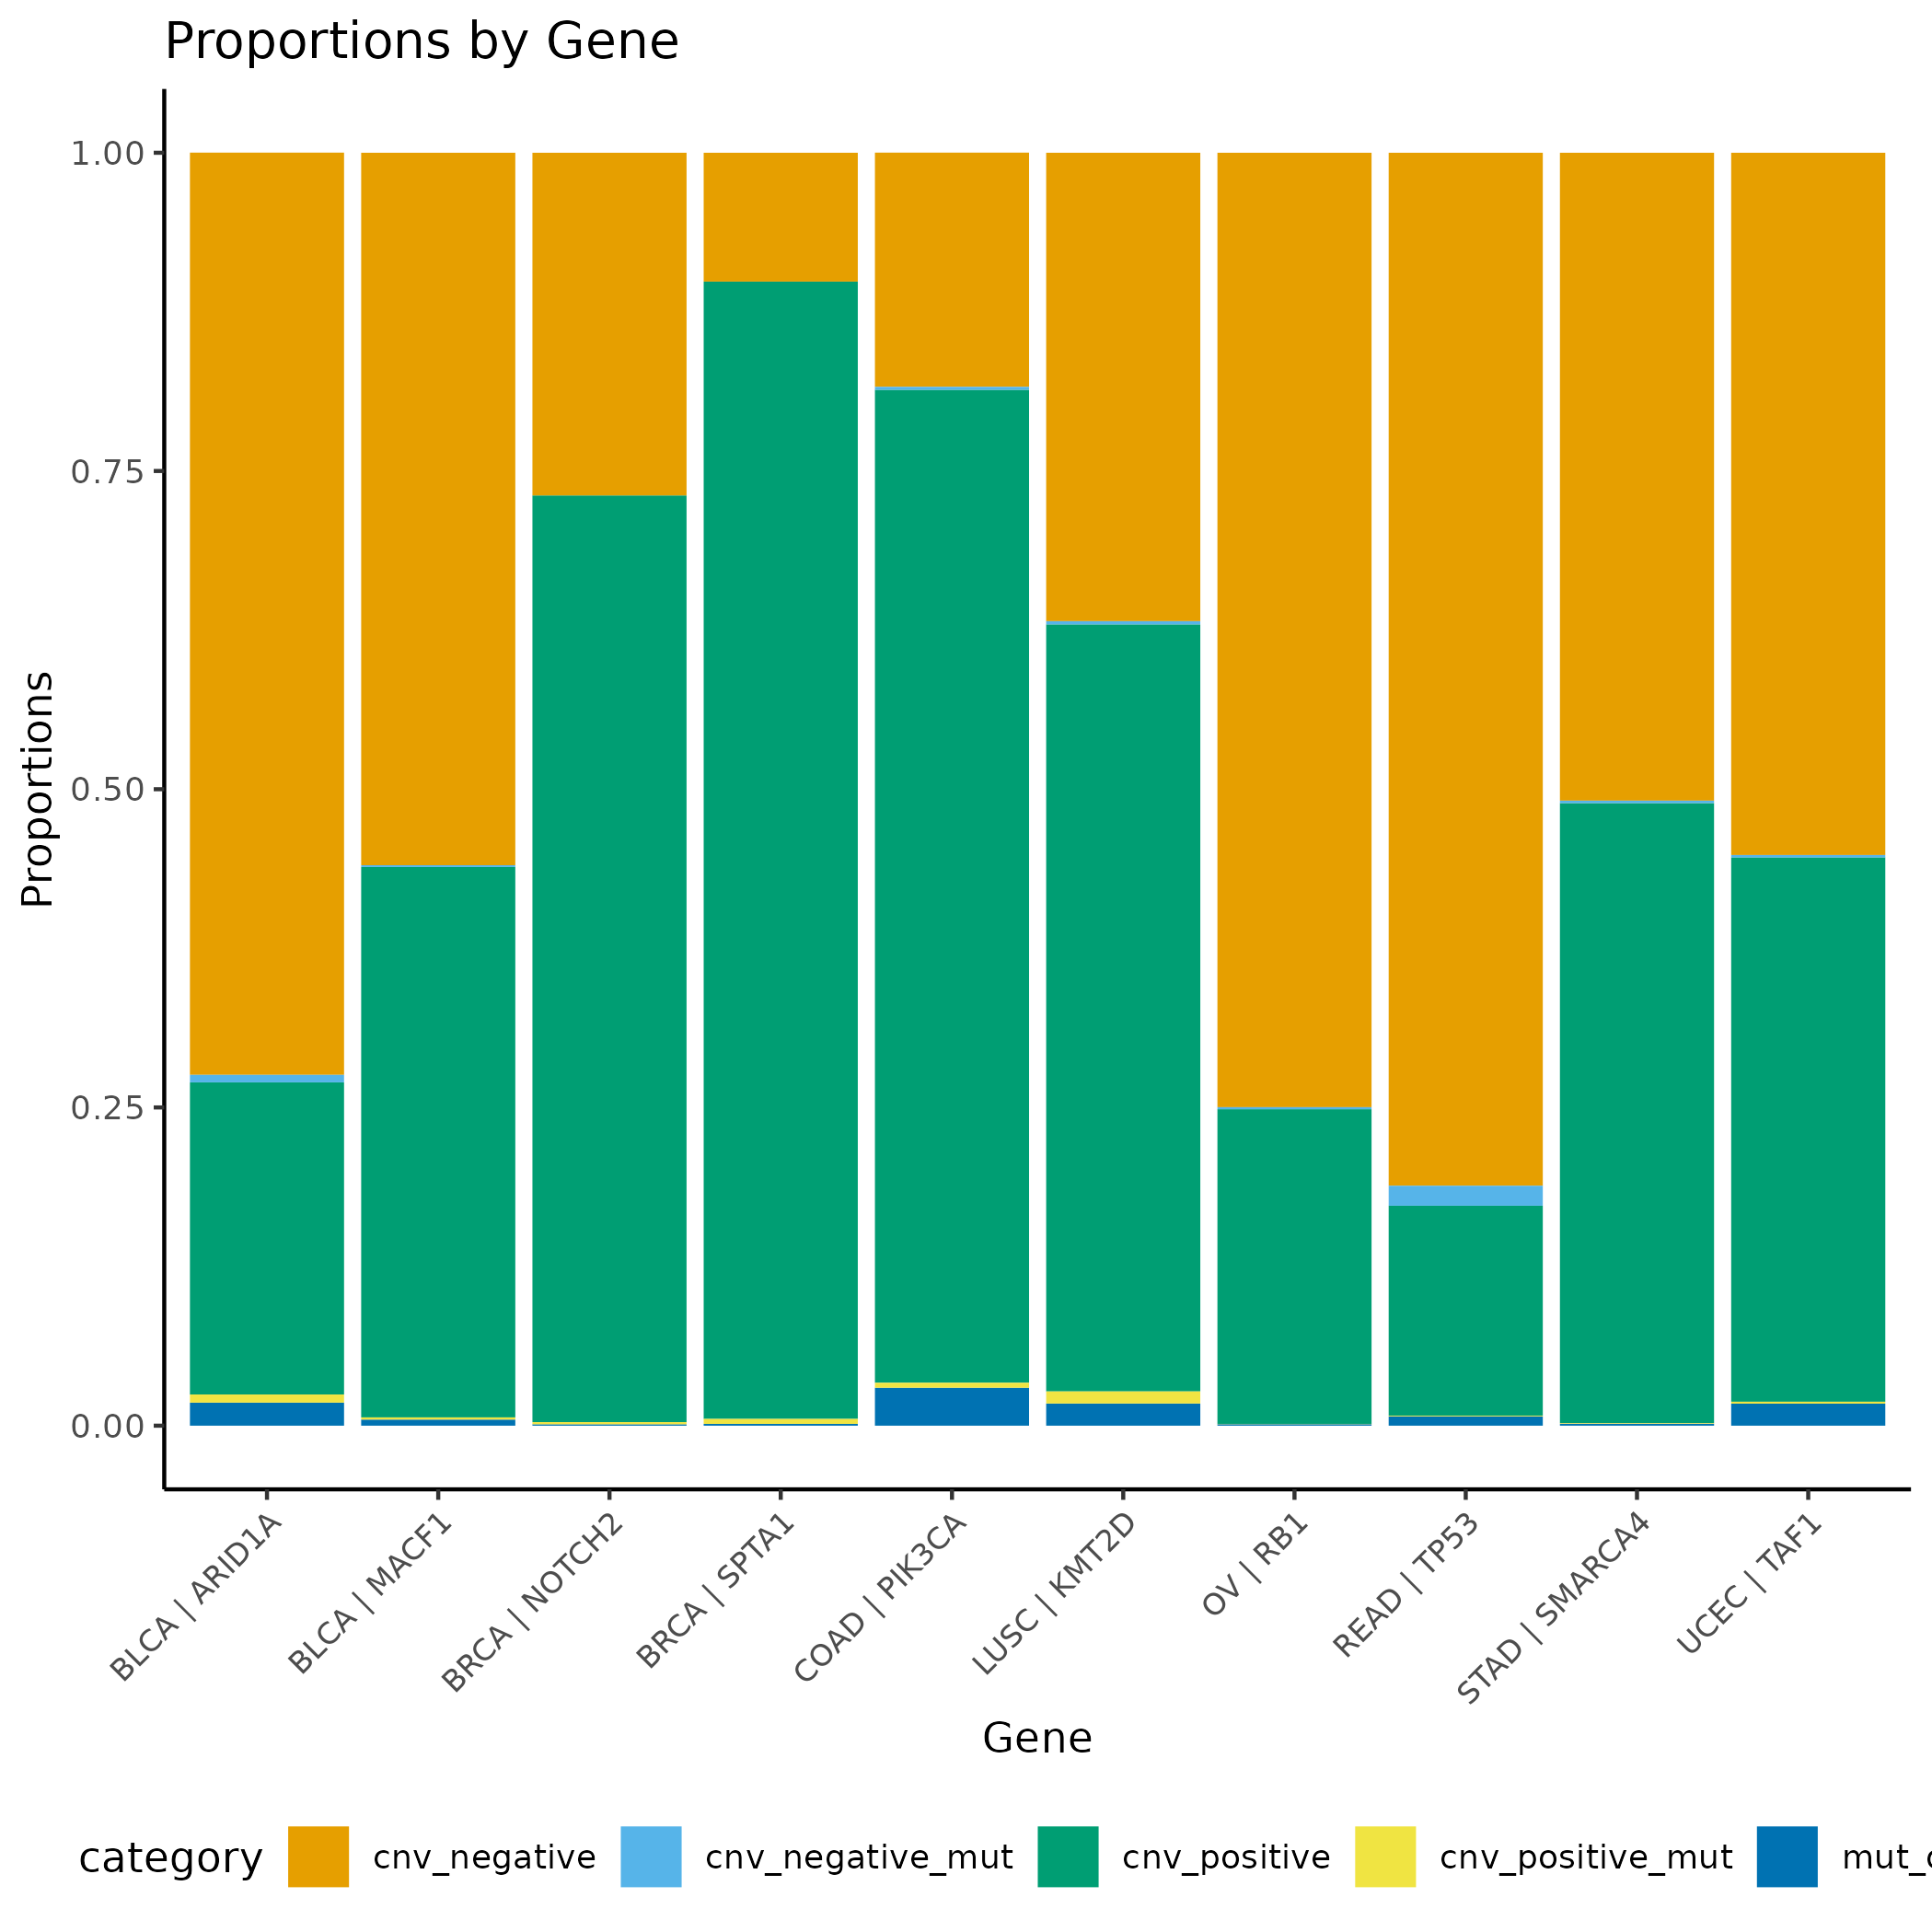 Proportions by Gene
1.00
0.75
0.50
0.25
0.00
Proportions
BLCA | ARID1A
BLCA | MACF1
BRCA | NOTCH2
BRCA | SPTA1
COAD | PIK3CA
LUSC | KMT2D
OV | RB1
READ | TP53
STAD | SMARCA4
UCEC | TAF1
Gene
category cnv_negative cnv_negative_mut cnv_positive cnv_positive_mut